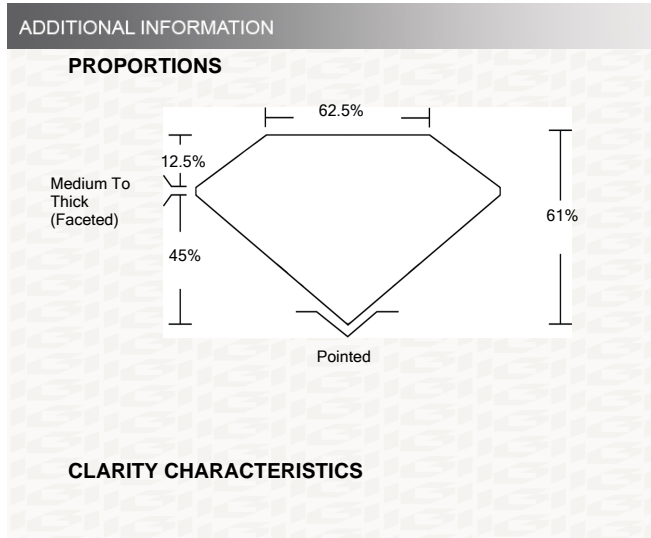 ADDITIONAL INFORMATION
PROPORTIONS
62.5%
12.5%
Medium To
Thick
(Faceted)
61%
45%
Pointed
CLARITY CHARACTERISTICS